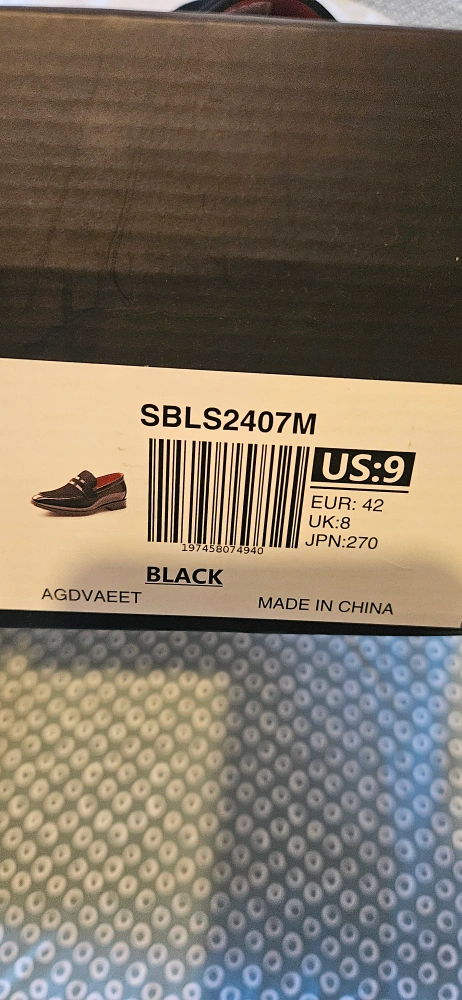 SBLS2407M
US:9
EUR: 42
UK:8
JPN:270
197458074940
BLACK
AGDVAEET
MADE IN CHINA